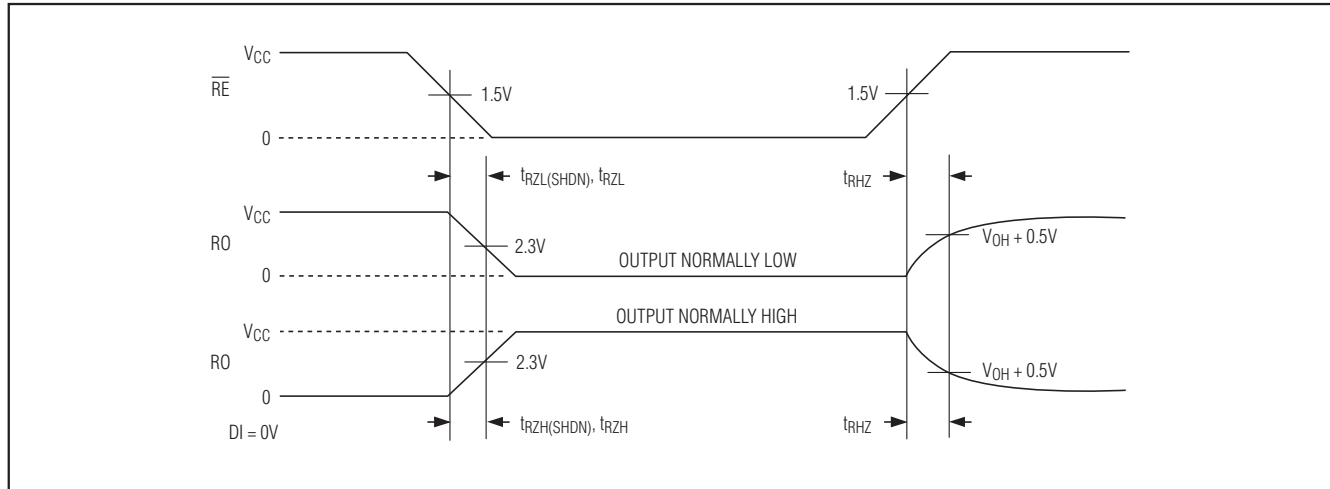 VCC
RE
1.5V
1.5V
0
tRZL(SHDN), tRZL
tRHZ
VCC
RO
2.3V
VOH + 0.5V
OUTPUT NORMALLY LOW
0
OUTPUT NORMALLY HIGH
VCC
RO
2.3V
VOH + 0.5V
0
tRZH(SHDN), tRZH
tRHZ
DI = 0V